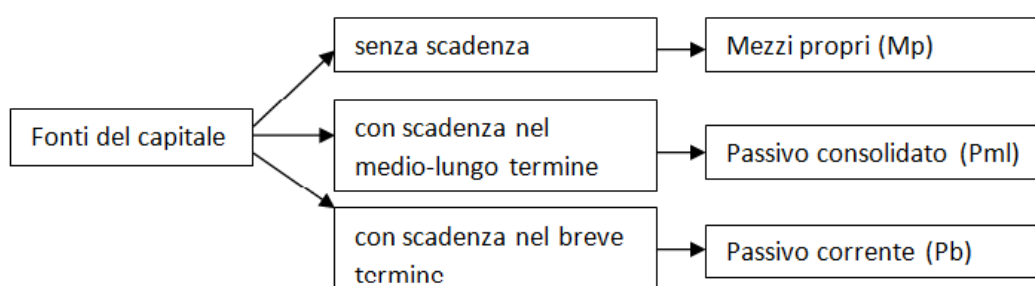 senza scadenza
Mezzi propri (Mp)
Fonti del capitale
con scadenza nel
medio-lungo termine
Passivo consolidato (Pml)
con scadenza nel breve
termine
Passivo corrente (Pb)